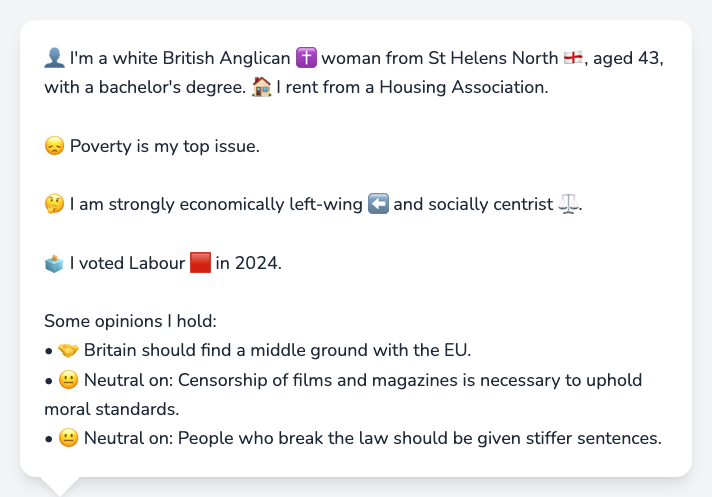 👤 I'm a white British Anglican ✝️ woman from St Helens North 🏴󠁧󠁢󠁥󠁮󠁧󠁿, aged 43,
with a bachelor's degree. 🏠 I rent from a Housing Association.
😞 Poverty is my top issue.
🤔 I am strongly economically left-wing ⬅️ and socially centrist ⚖️.
🗳️ I voted Labour 🟥 in 2024.
Some opinions I hold:
• 🤝 Britain should find a middle ground with the EU.
• 😐 Neutral on: Censorship of films and magazines is necessary to uphold
moral standards.
• 😐 Neutral on: People who break the law should be given stiffer sentences.